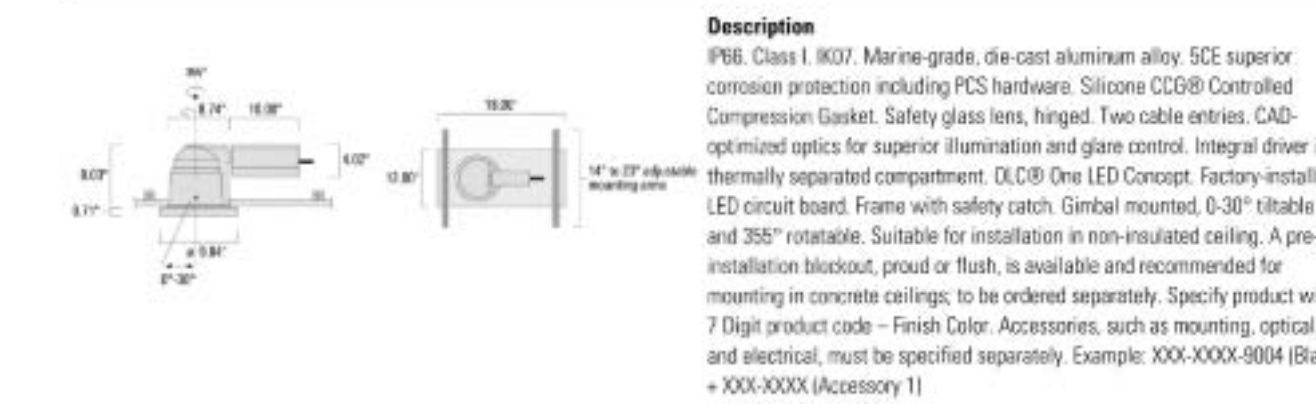 Description
IP66. Class I. IK07. Marine-grade, die-cast aluminum alloy. 5CE superior
corrosion protection including PCS hardware. Silicone CCG® Controlled
Compression Gasket. Safety glass lens, hinged. Two cable entries. CAD-
optimized optics for superior illumination and glare control. Integral driver
thermally separated compartment. OLC® One LED Concept. Factory-install
LED circuit board. Frame with safety catch. Gimbal mounted, 0-30° tiltable
and 355° rotatable. Suitable for installation in non-insulated ceiling. A pre-
installation blockout, proud or flush, is available and recommended for
mounting in concrete ceilings; to be ordered separately. Specify product wi
7 Digit product code – Finish Color. Accessories, such as mounting, optical
and electrical, must be specified separately. Example: XXX-XXXX-9004 (Bla
+ XXX-XXXX (Accessory 1)
4.02"
0.71"
0°-30°
14" to 23" adjustable
mounting arms